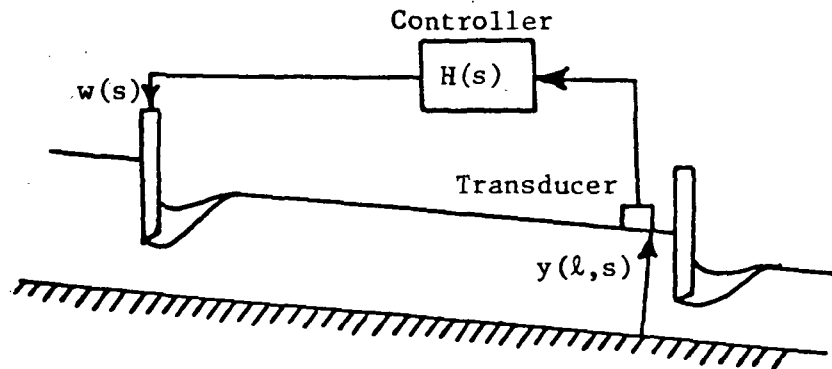 Controller
H(s)
w(s)
Transducer
y(ℓ,s)